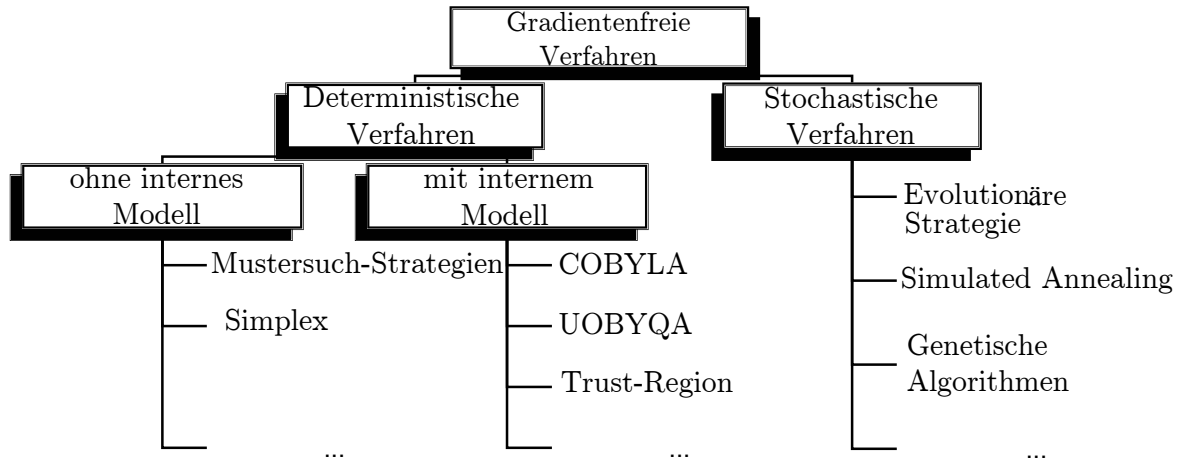 Gradientenfreie
Verfahren
Deterministische
Verfahren
Stochastische
Verfahren
ohne internes
Modell
mit internem
Modell
Mustersuch-Strategien
Simplex
...
COBYLA
UOBYQA
Trust-Region
...
Evolutionäre
Strategie
Simulated Annealing
Genetische
Algorithmen
...